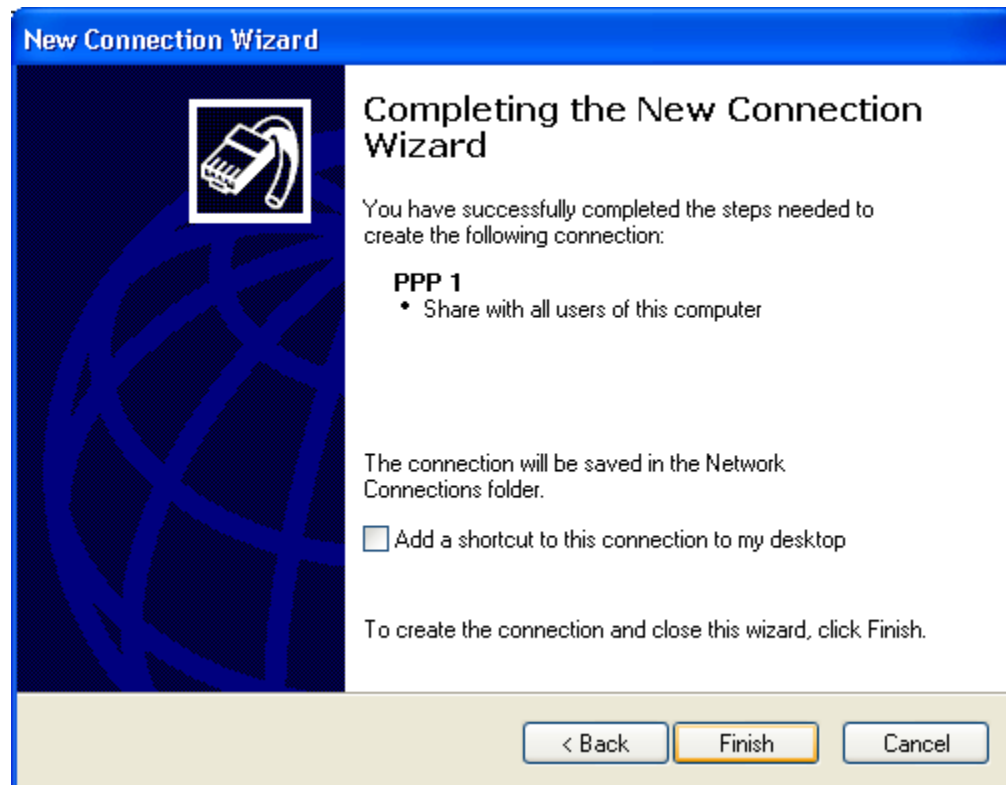 New Connection Wizard
Completing the New Connection
Wizard
You have successfully completed the steps needed to
create the following connection:
PPP 1
• Share with all users of this computer
The connection will be saved in the Network
Connections folder.
Add a shortcut to this connection to my desktop
To create the connection and close this wizard, click Finish.
< Back Finish Cancel